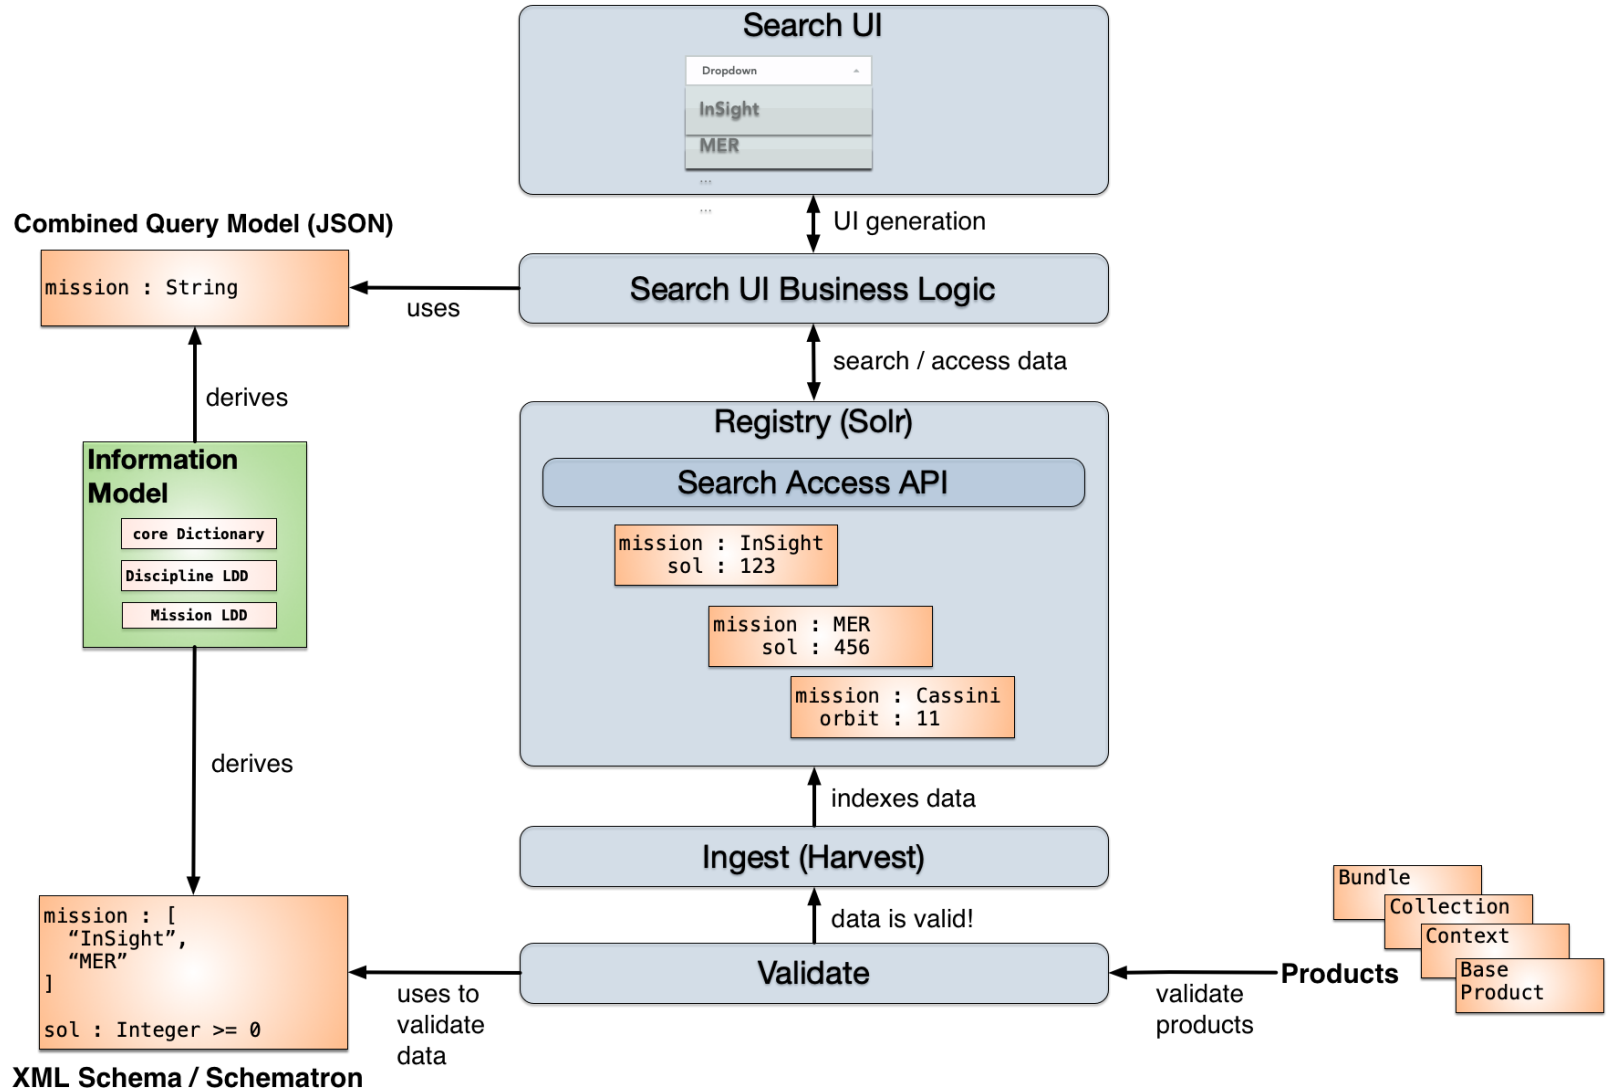 Search UI
Dropdown
InSight
MER
...
...
UI generation
Combined Query Model (JSON)
mission : String
uses
Search UI Business Logic
search / access data
derives
Information
Model
core Dictionary
Discipline LDD
Mission LDD
Registry (Solr)
Search Access API
mission : InSight
sol : 123
mission : MER
sol : 456
mission : Cassini
orbit : 11
derives
indexes data
Ingest (Harvest)
data is valid!
Validate
mission : [
“InSight”,
“MER”
]
sol : Integer >= 0
XML Schema / Schematron
uses to
validate
data
validate
products
Products
Bundle
Collection
Context
Base
Product